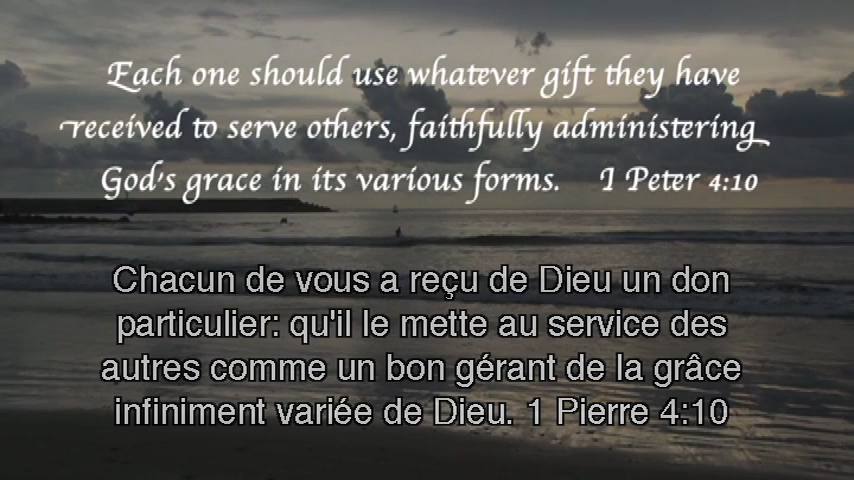 Each one should use whatever gift they have
received to serve others, faithfully administering
God's grace in its various forms. I Peter 4:10
Chacun de vous a reçu de Dieu un don
particulier: qu'il le mette au service des
autres comme un bon gérant de la grâce
infiniment variée de Dieu. 1 Pierre 4:10